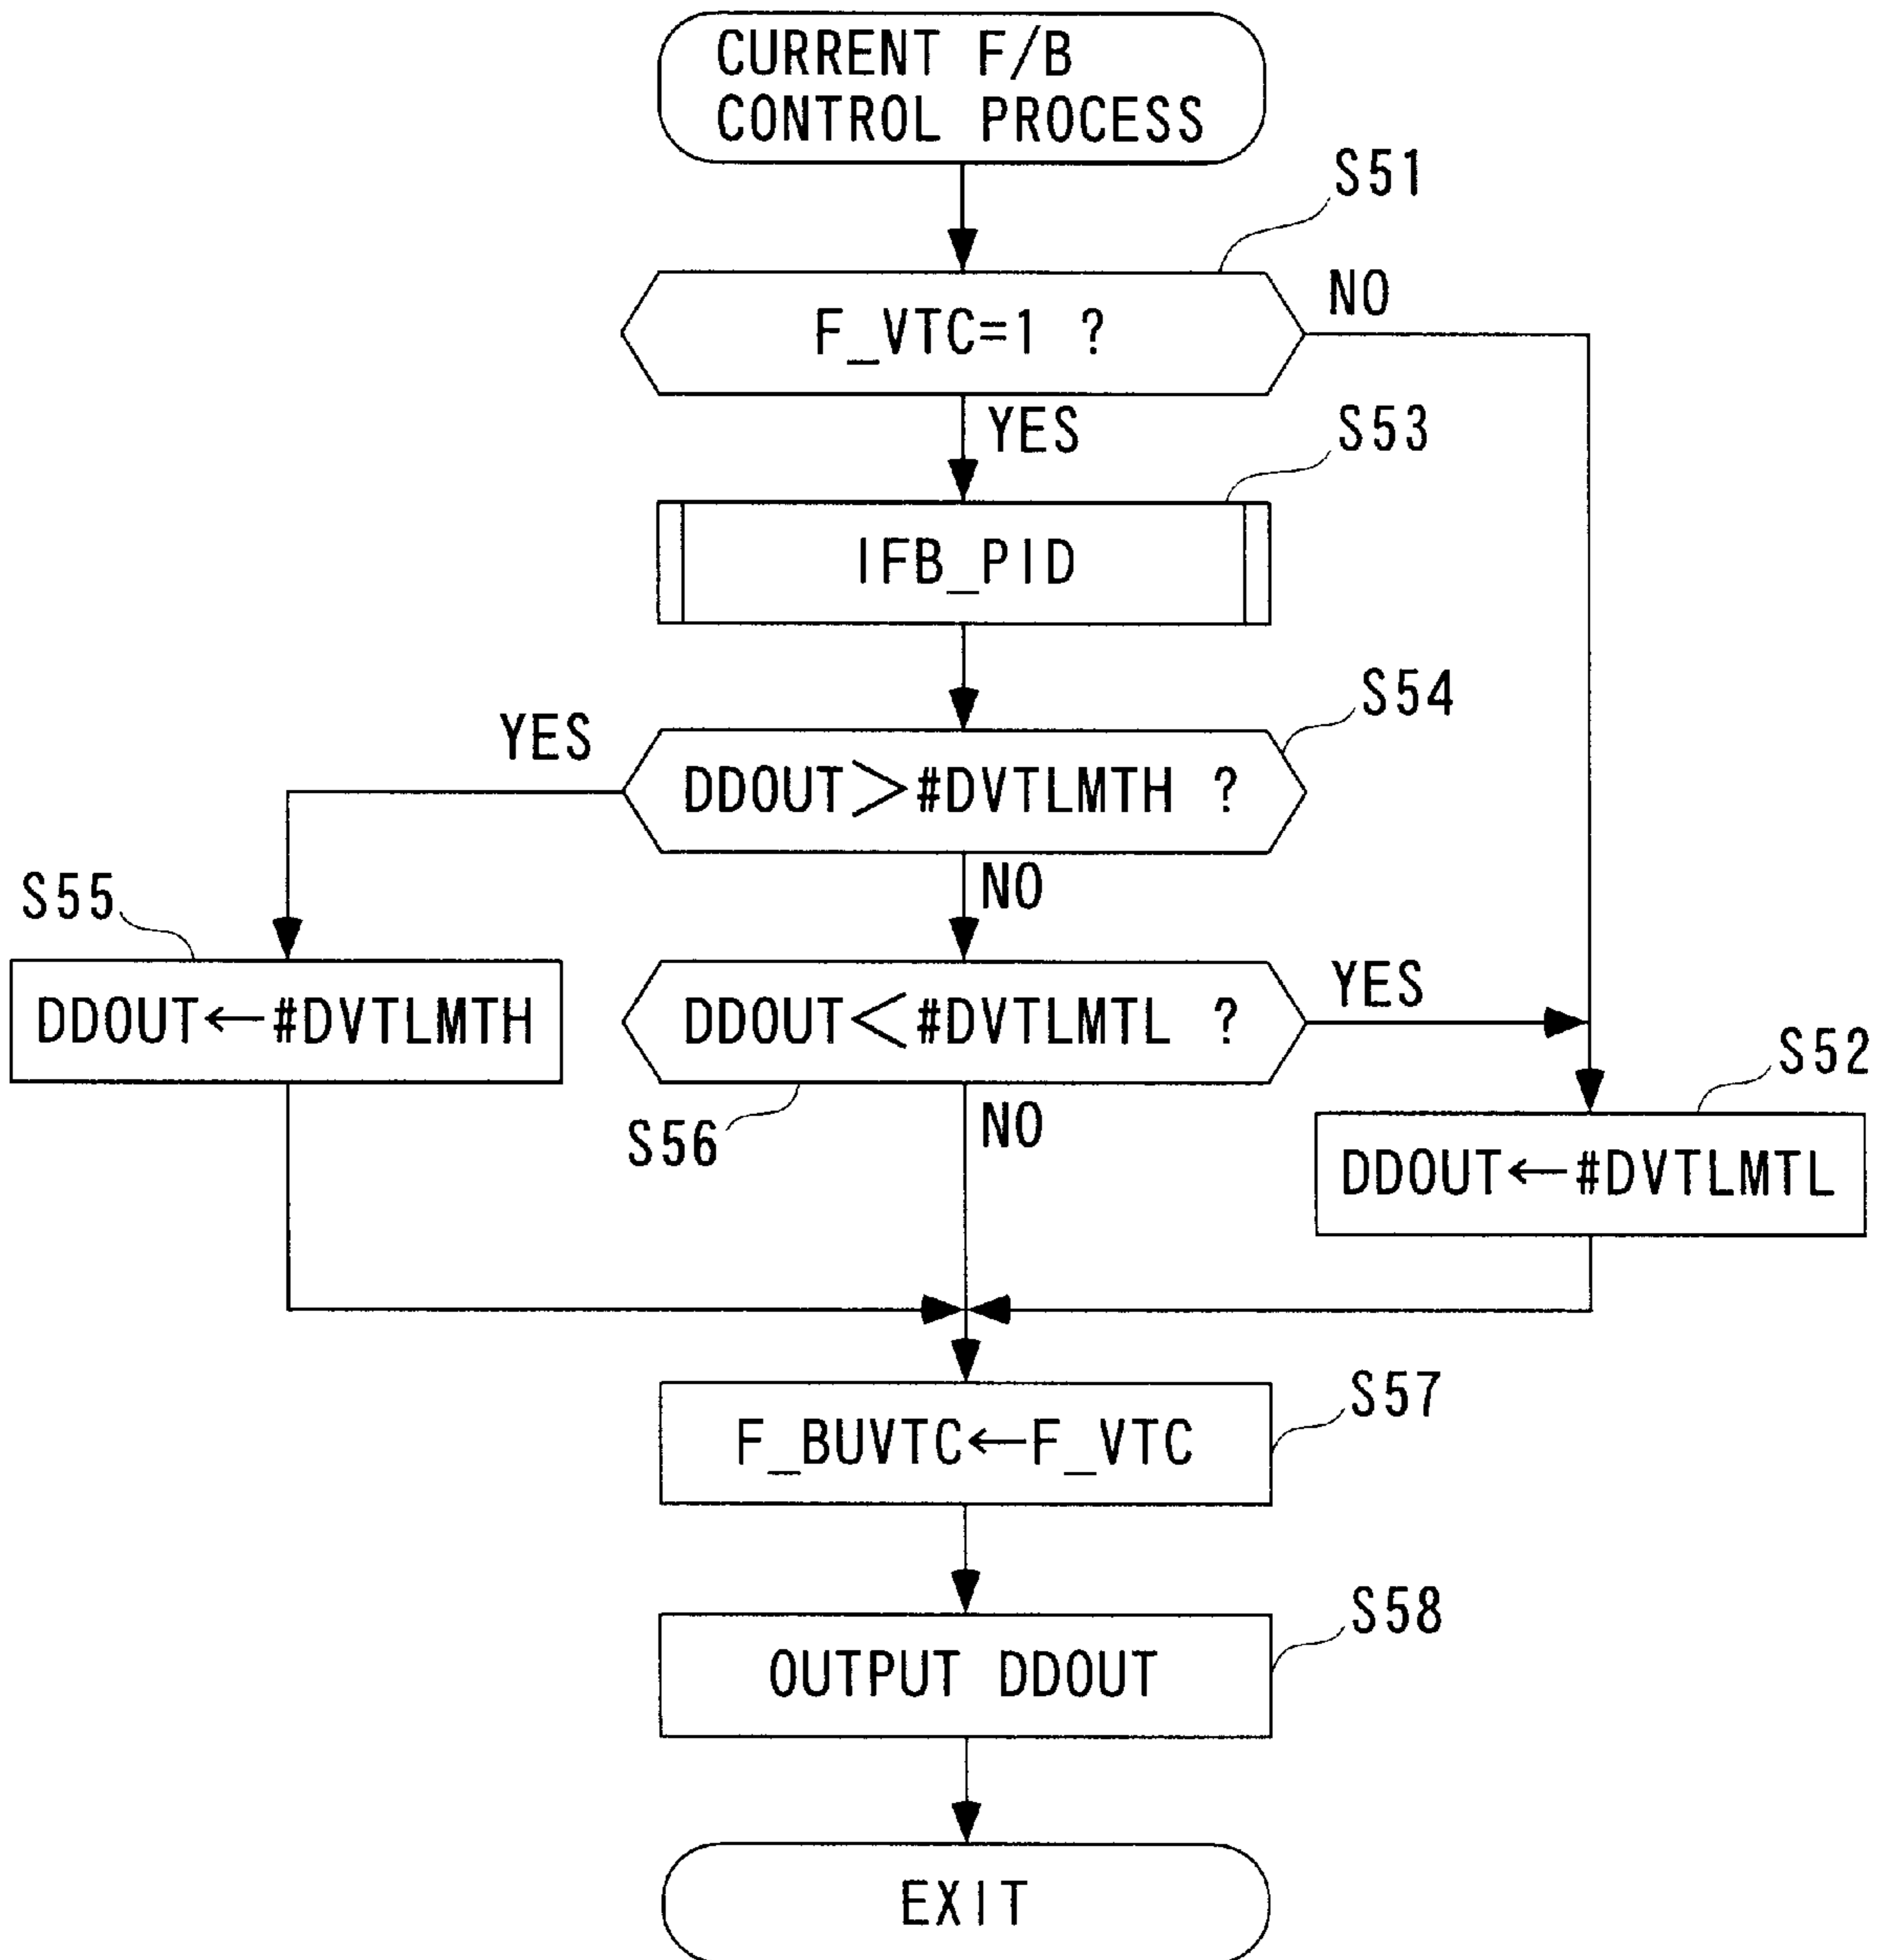 CURRENT F/B
CONTROL PROCESS
S51
F_VTC=1 ?
NO
YES
S53
IFB_PID
S54
YES
DDOUT>#DVTLMTH ?
NO
S55
DDOUT←#DVTLMTH
DDOUT<#DVTLMTL ?
YES
S52
S56
NO
DDOUT←#DVTLMTL
S57
F_BUVTC←F_VTC
S58
OUTPUT DDOUT
EXIT